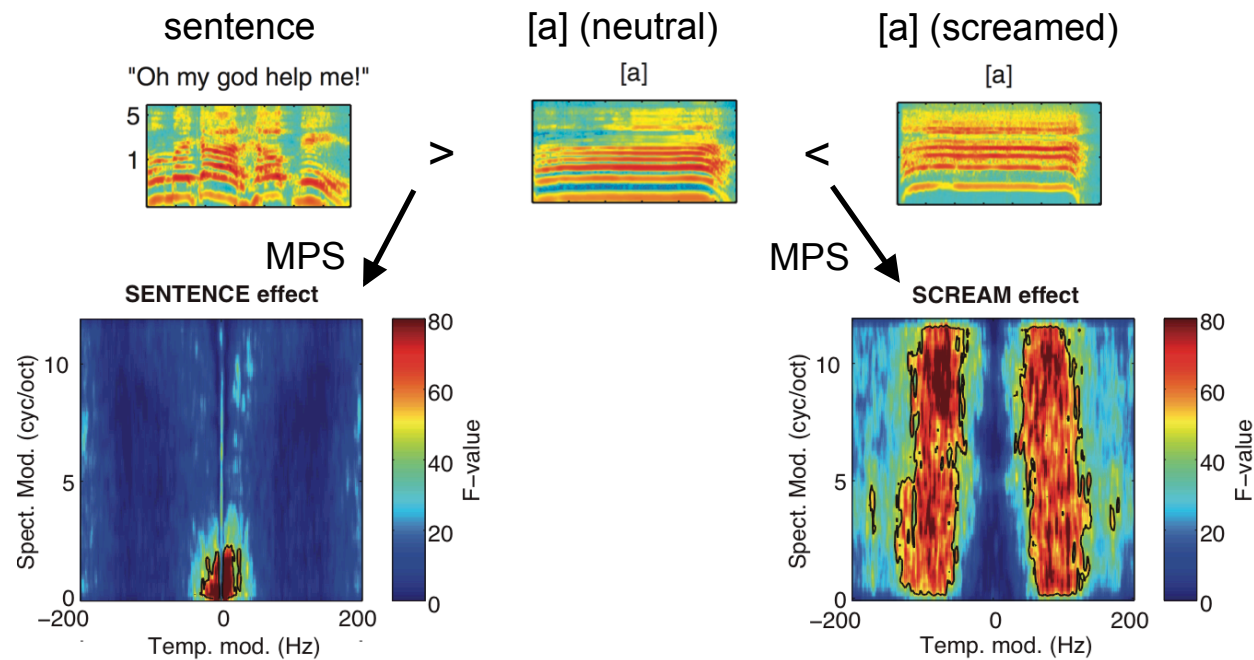 sentence
[a] (neutral)
[a] (screamed)
"Oh my god help me!"
[a]
[a]
5
1
>
<
MPS
MPS
SENTENCE effect
SCREAM effect
Spect. Mod. (cyc/oct)
10
5
0
−200
0
200
Temp. mod. (Hz)
80
60
40
20
0
F−value
Spect. Mod. (cyc/oct)
10
5
0
−200
0
200
Temp. mod. (Hz)
80
60
40
20
0
F−value